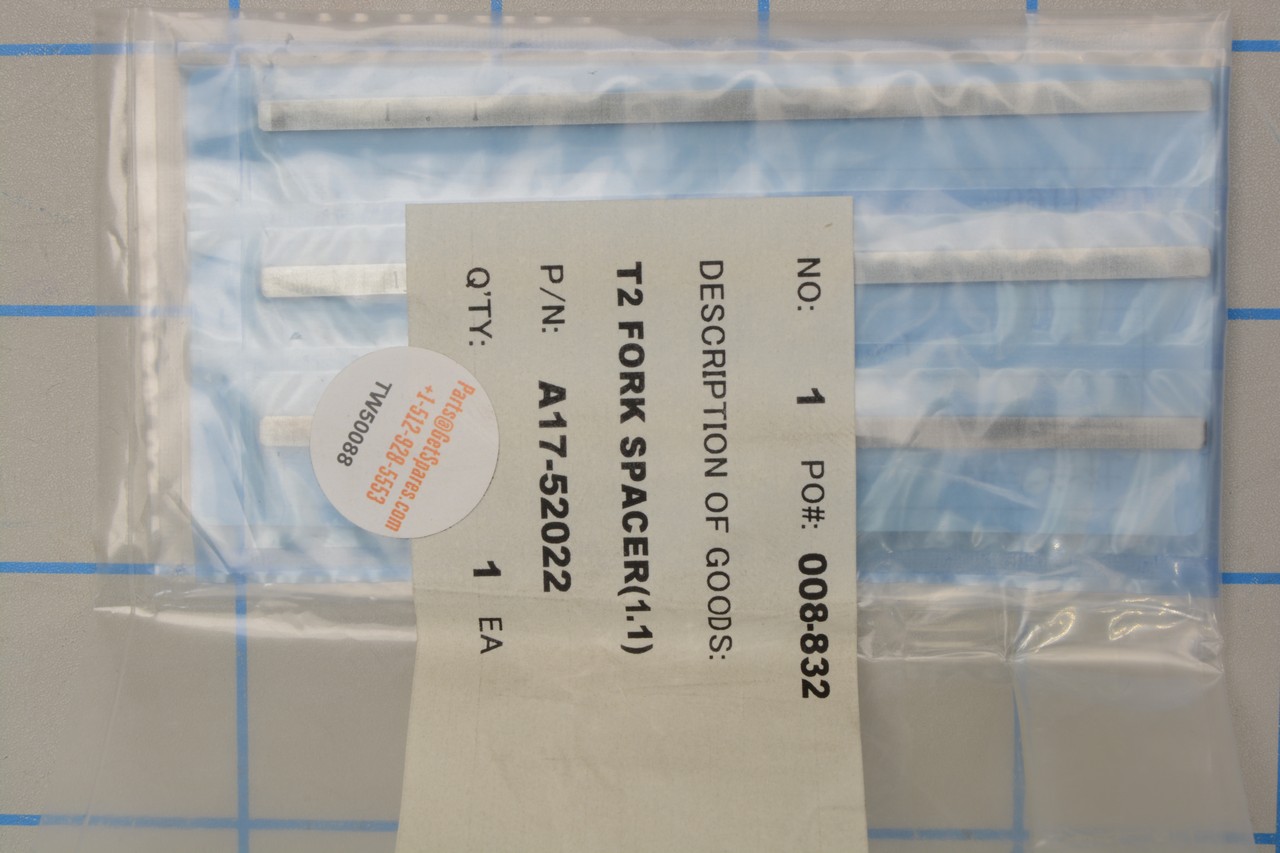 NO: 1 PO#: 008-832
DESCRIPTION OF GOODS:
T2 FORK SPACER(1.1)
P/N: A17-52022
Q'TY: 1 EA
Parts@GetSpares.com
+1-512-928-5553
TW50088